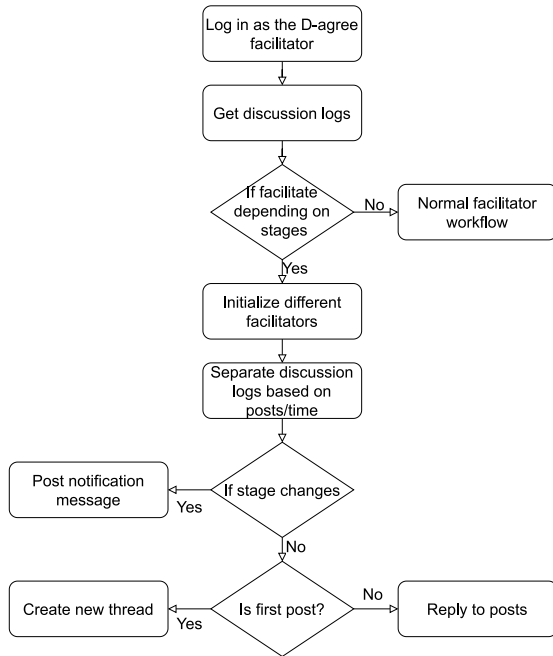 Log in as the D-agree
facilitator
Get discussion logs
If facilitate
depending on
stages
No
Normal facilitator
workflow
Yes
Initialize different
facilitators
Separate discussion
logs based on
posts/time
If stage changes
Yes
Post notification
message
No
Is first post?
Yes
Create new thread
No
Reply to posts